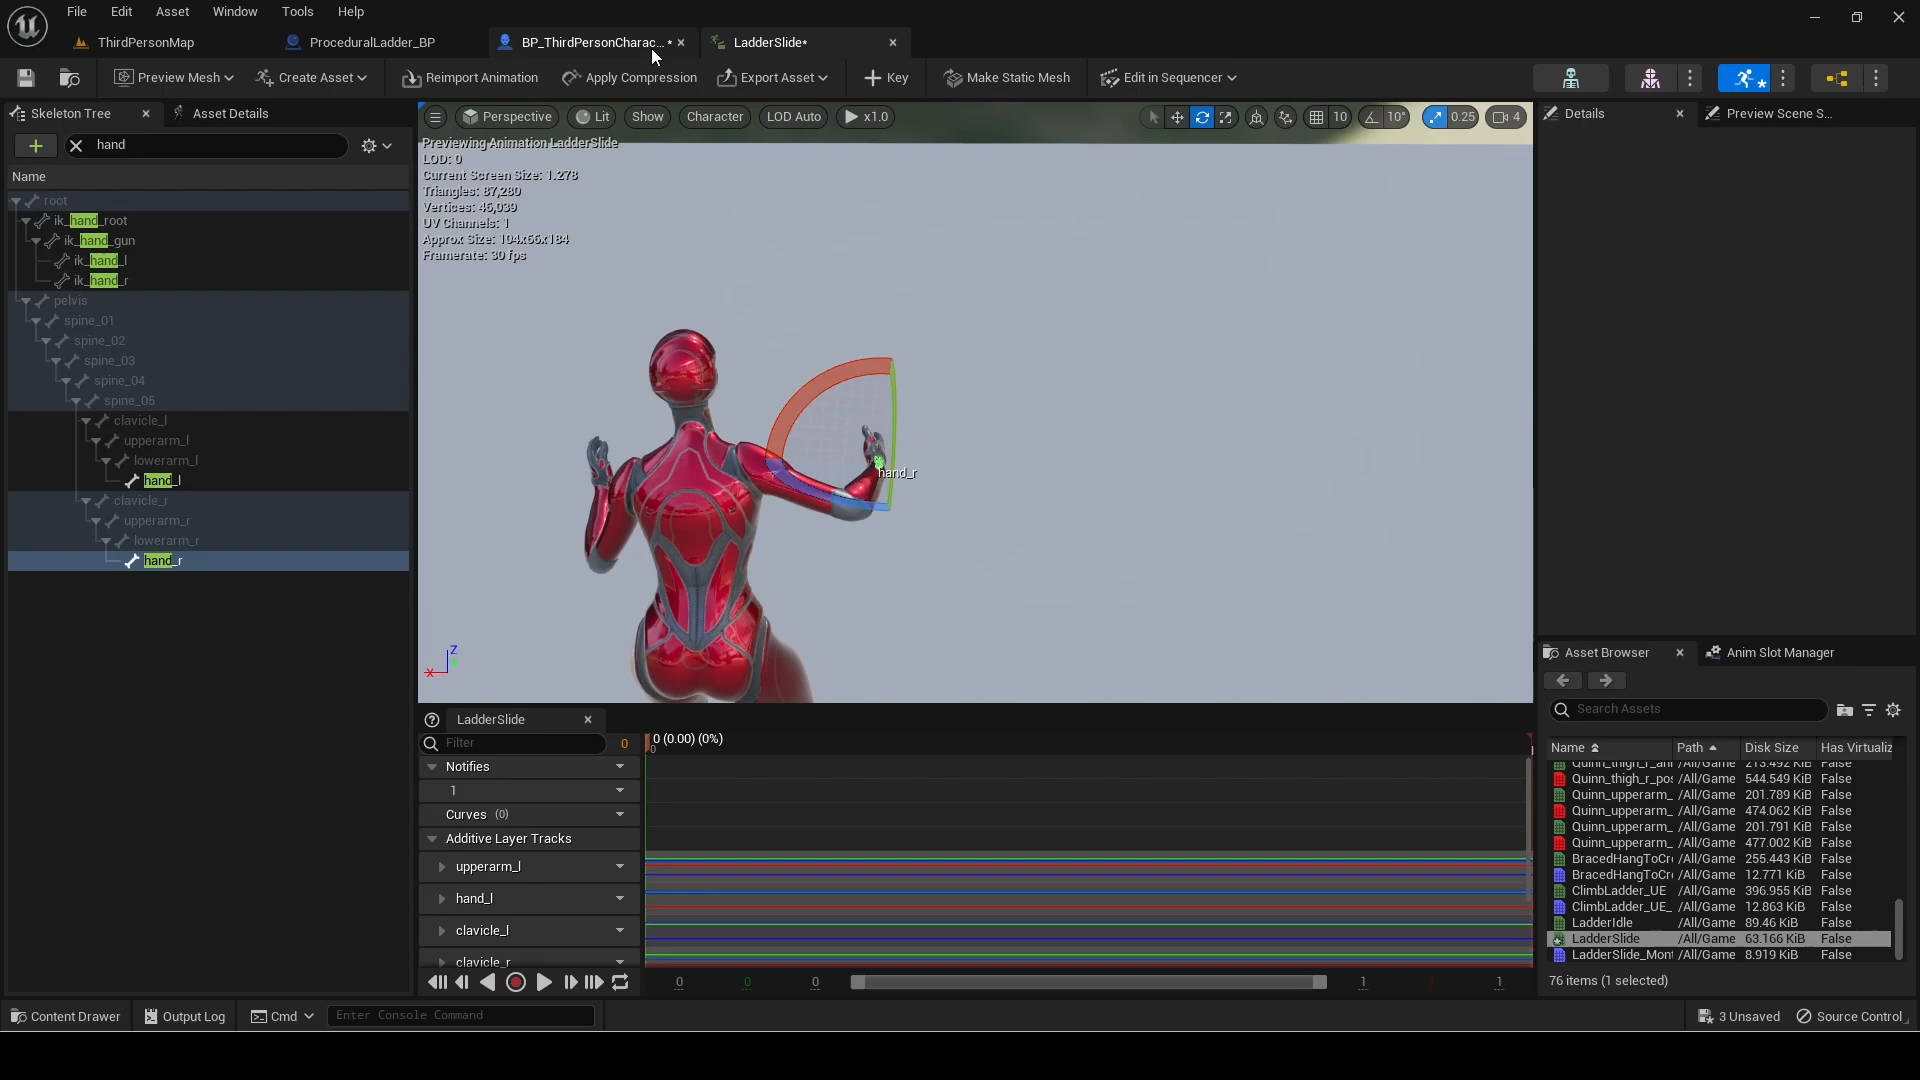 File Edit Asset Window Tools Help
ThirdPersonMap ProceduralLadder_BP BP_ThirdPersonCharac... * LadderSlide*
Preview Mesh Create Asset Reimport Animation Apply Compression Export Asset Key Make Static Mesh Edit in Sequencer
Skeleton Tree Asset Details
hand
Name
root
ik_hand_root
ik_hand_gun
ik_hand_l
ik_hand_r
pelvis
spine_01
spine_02
spine_03
spine_04
spine_05
clavicle_l
upperarm_l
lowerarm_l
hand_l
clavicle_r
upperarm_r
lowerarm_r
hand_r
Perspective Lit Show Character LOD Auto x1.0 10 10° 0.25 4
Previewing Animation LadderSlide
LOD: 0
Current Screen Size: 1.278
Triangles: 87,280
Vertices: 46,039
UV Channels: 1
Approx Size: 104x66x184
Framerate: 30 fps
hand_r
Z
X
LadderSlide
Filter 0
0 (0.00) (0%)
0
Notifies
1
Curves (0)
Additive Layer Tracks
upperarm_l
hand_l
clavicle_l
clavicle_r
0 0 0 1 1
Details Preview Scene S...
Asset Browser Anim Slot Manager
Search Assets
Name Path Disk Size Has Virtualiz
Quinn_thigh_r_ani /All/Game 213.492 KiB False
Quinn_thigh_r_pos /All/Game 544.549 KiB False
Quinn_upperarm_ /All/Game 201.789 KiB False
Quinn_upperarm_ /All/Game 474.062 KiB False
Quinn_upperarm_ /All/Game 201.791 KiB False
Quinn_upperarm_ /All/Game 477.002 KiB False
BracedHangToCr /All/Game 255.443 KiB False
BracedHangToCr /All/Game 12.771 KiB False
ClimbLadder_UE /All/Game 396.955 KiB False
ClimbLadder_UE_ /All/Game 12.863 KiB False
LadderIdle /All/Game 89.46 KiB False
LadderSlide /All/Game 63.166 KiB False
LadderSlide_Mont /All/Game 8.919 KiB False
76 items (1 selected)
Content Drawer Output Log Cmd Enter Console Command 3 Unsaved Source Control